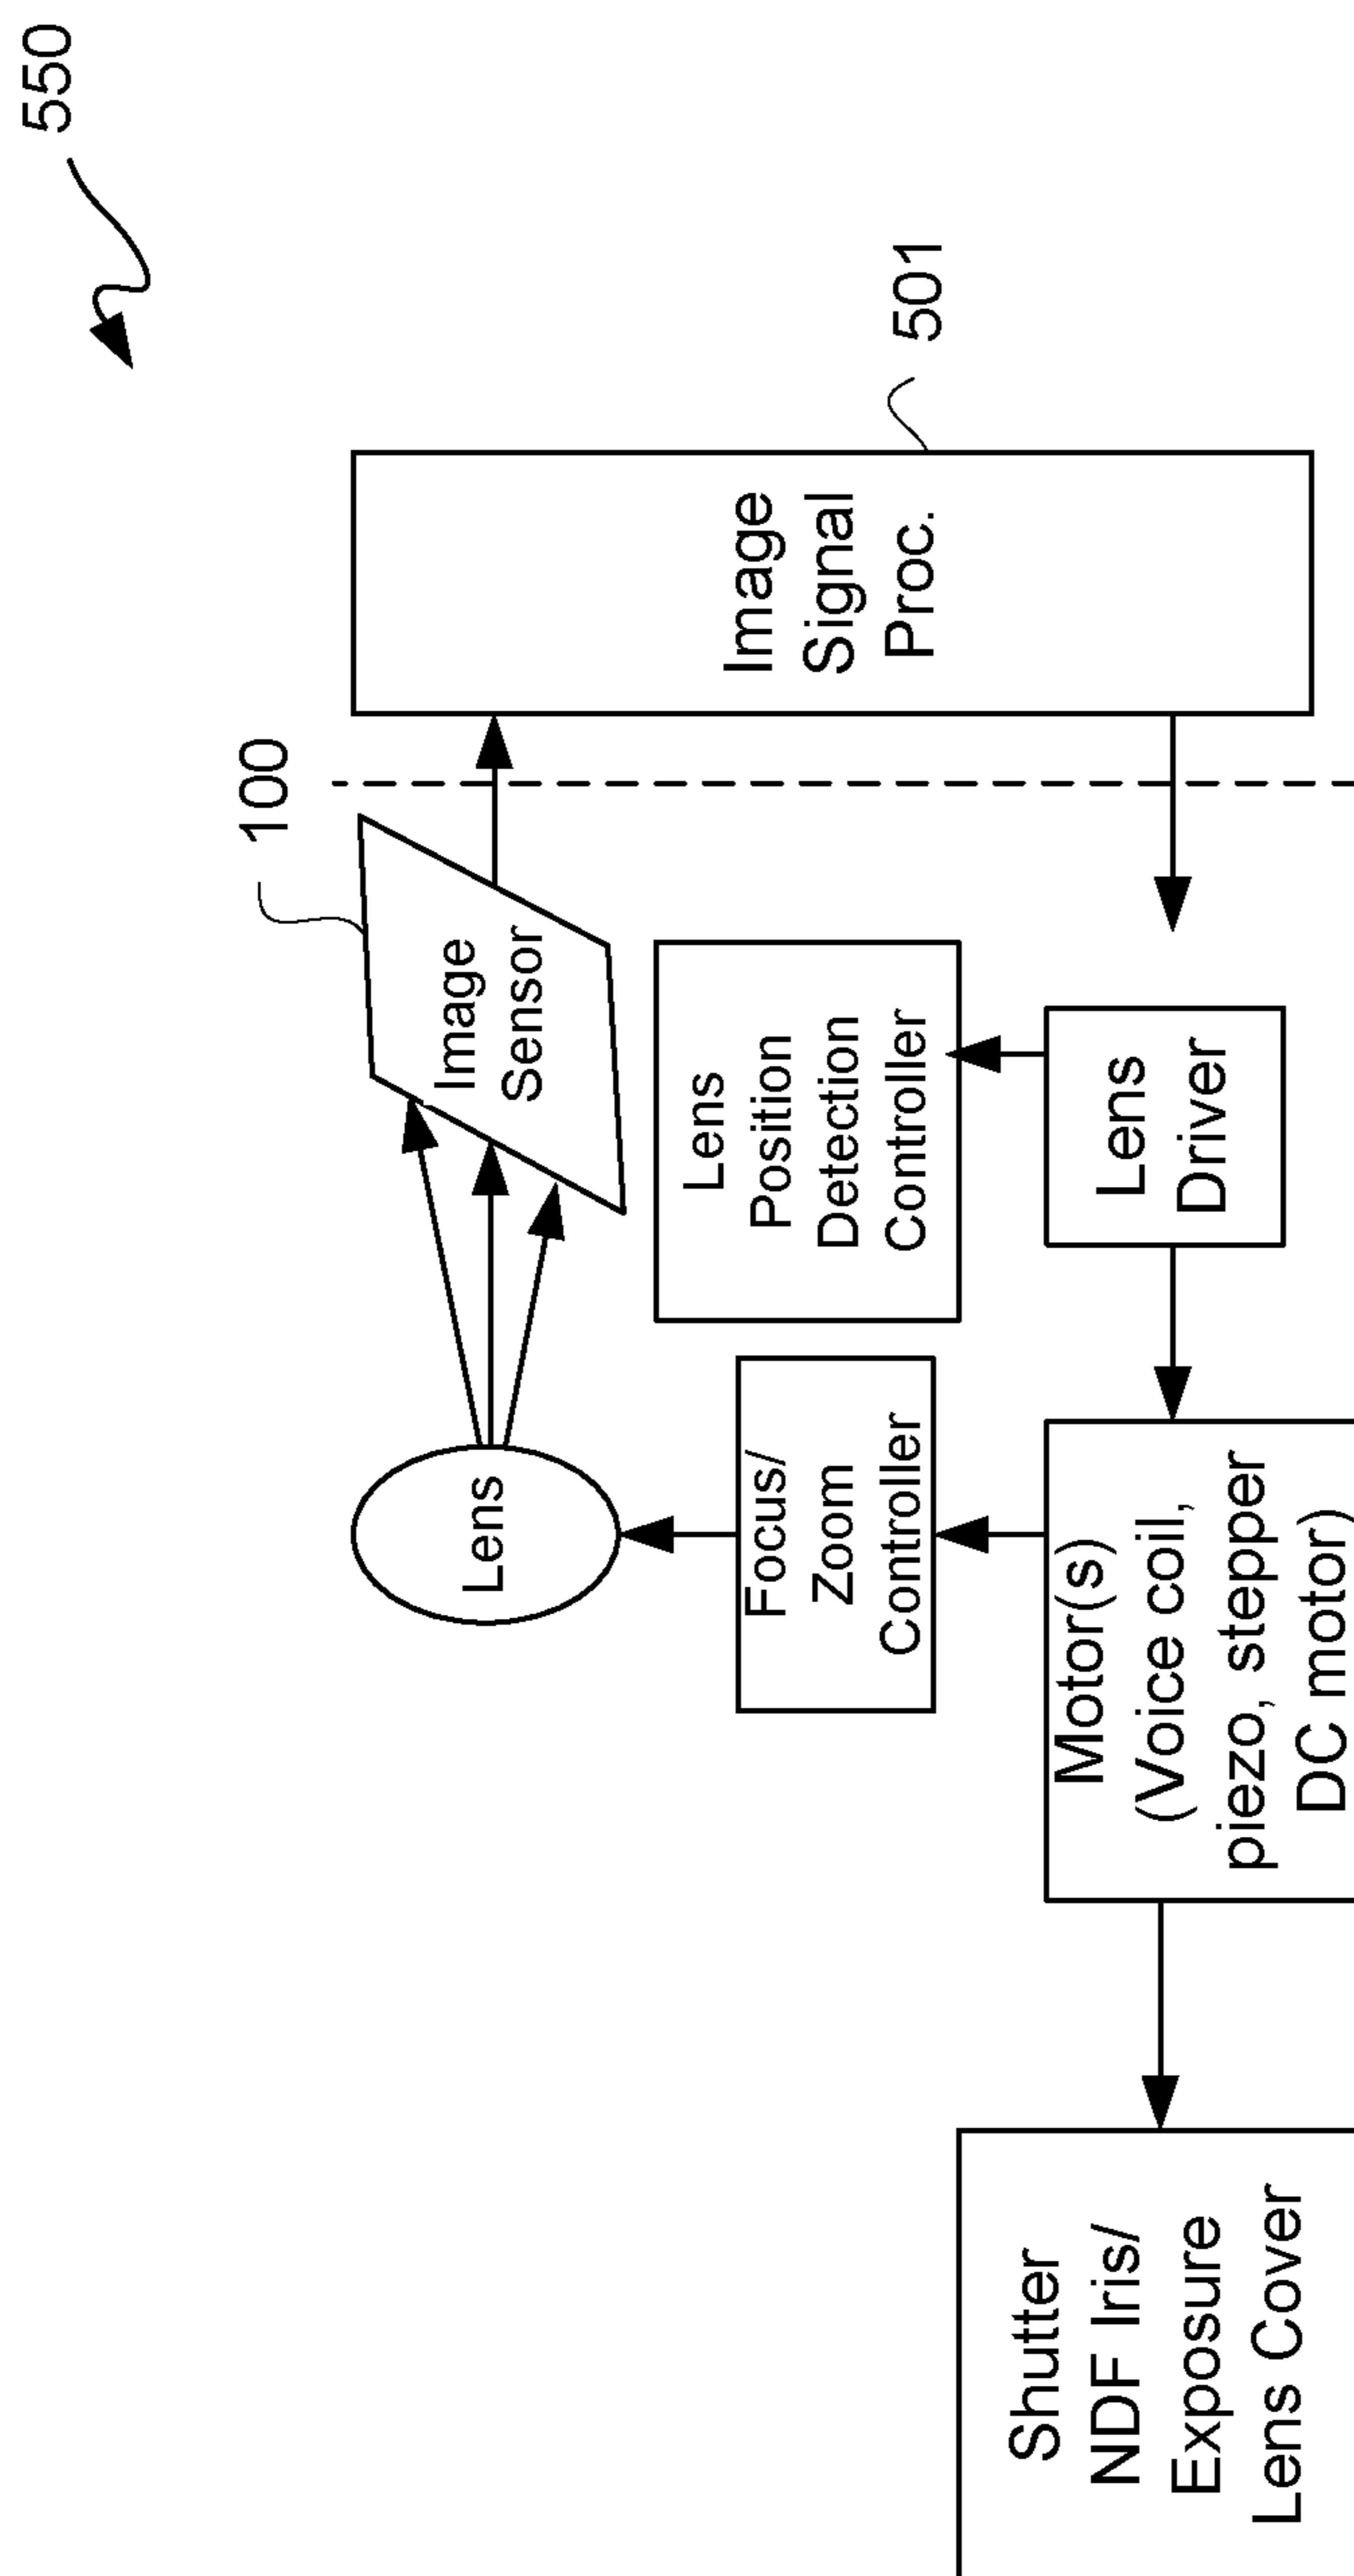 550
100
501
Lens
Image
Sensor
Image
Signal
Proc.
Focus/
Zoom
Controller
Lens
Position
Detection
Controller
Shutter
NDF Iris/
Exposure
Lens Cover
Motor(s)
(Voice coil,
piezo, stepper
DC motor)
Lens
Driver